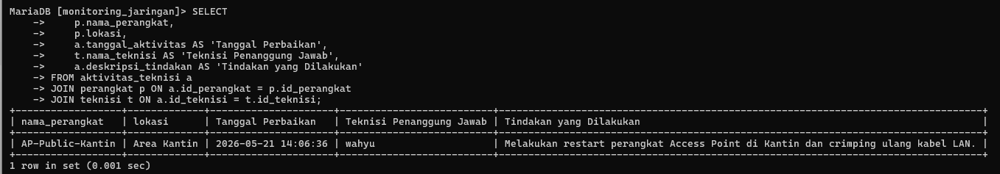 MariaDB [monitoring_jaringan]> SELECT
    ->     p.nama_perangkat,
    ->     p.lokasi,
    ->     a.tanggal_aktivitas AS 'Tanggal Perbaikan',
    ->     t.nama_teknisi AS 'Teknisi Penanggung Jawab',
    ->     a.deskripsi_tindakan AS 'Tindakan yang Dilakukan'
    -> FROM aktivitas_teknisi a
    -> JOIN perangkat p ON a.id_perangkat = p.id_perangkat
    -> JOIN teknisi t ON a.id_teknisi = t.id_teknisi;
+------------------+-------------+---------------------+--------------------------+----------------------------------------------------------------------------------+
| nama_perangkat   | lokasi      | Tanggal Perbaikan   | Teknisi Penanggung Jawab | Tindakan yang Dilakukan                                                          |
+------------------+-------------+---------------------+--------------------------+----------------------------------------------------------------------------------+
| AP-Public-Kantin | Area Kantin | 2026-05-21 14:06:36 | wahyu                    | Melakukan restart perangkat Access Point di Kantin dan crimping ulang kabel LAN. |
+------------------+-------------+---------------------+--------------------------+----------------------------------------------------------------------------------+
1 row in set (0.001 sec)